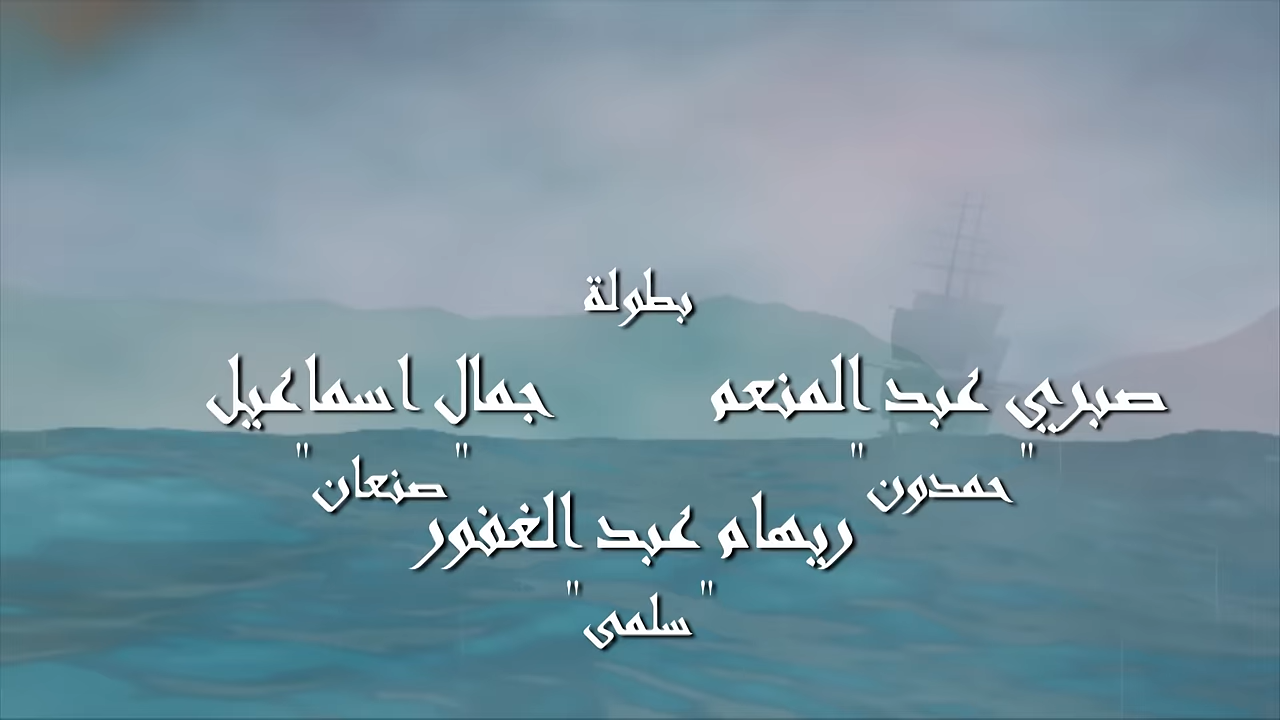 بطولة
صبري عبد المنعم جمال اسماعيل
"حمدون" "صنعان"
ريهام عبد الغفور
"سلمى"